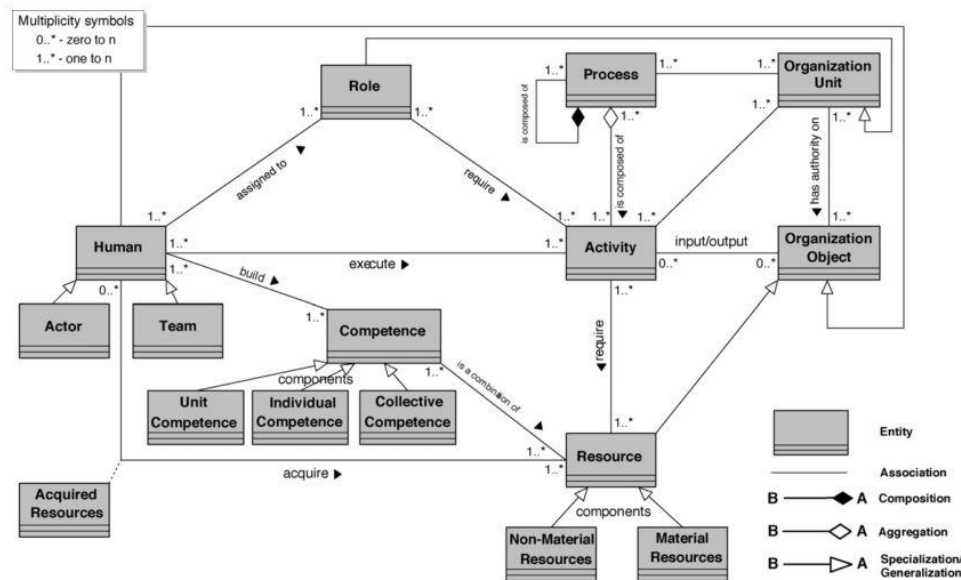 Multiplicity symbols
0..* - zero to n
1..* - one to n
Role
1..*
1..*
Process
1..*
1..*
1..*
is composed of
is composed of
1..*
Organization
Unit
1..*
1..*
has authority on
1..*
assigned to
require
1..*
1..*
1..*
1..*
1..*
Human
1..*
1..*
0..*
execute
1..*
Activity
0..*
1..*
input/output
0..*
Organization
Object
build
1..*
Actor
Team
Competence
1..*
components
Unit
Competence
Individual
Competence
Collective
Competence
is a combination of
require
1..*
1..*
1..*
Resource
acquire
Acquired
Resources
components
Non-Material
Resources
Material
Resources
Entity
Association
B A Composition
B A Aggregation
B A Specialization/
Generalization